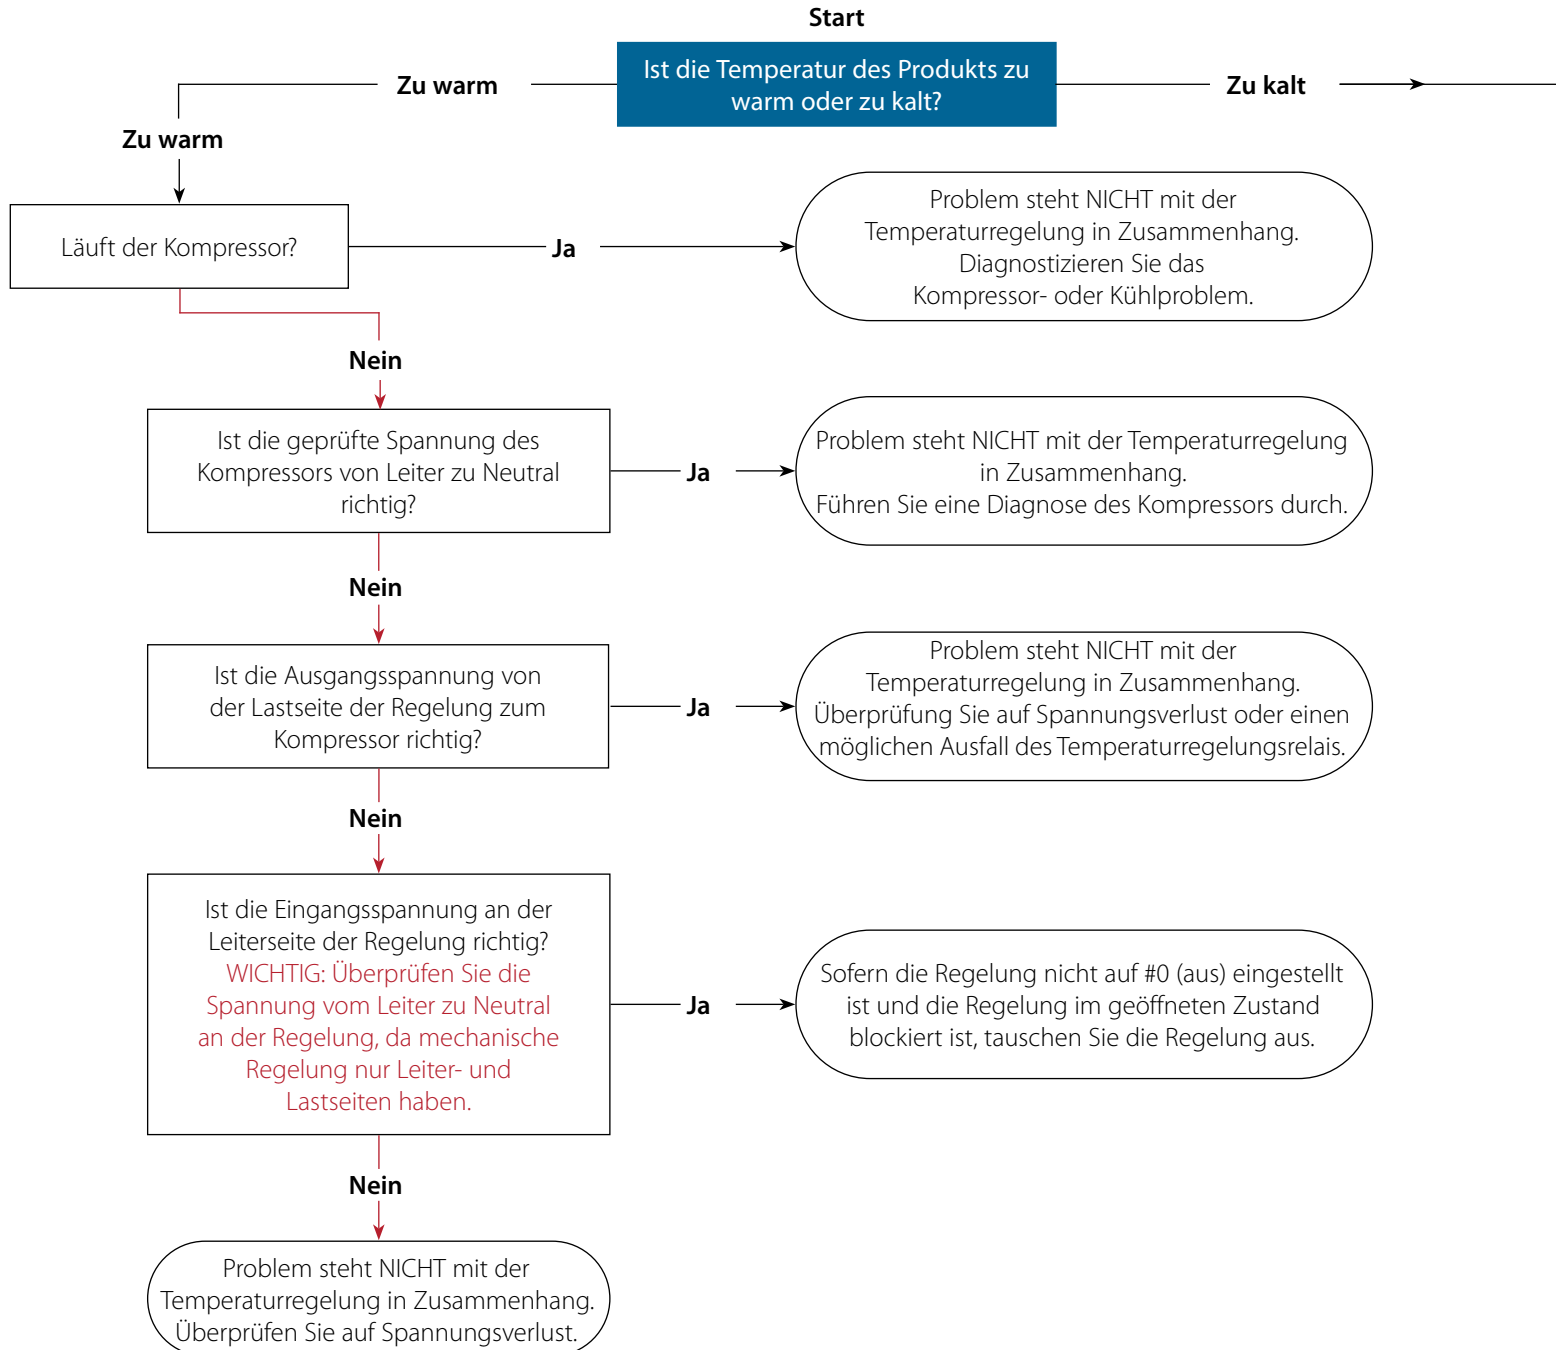 Start
Ist die Temperatur des Produkts zu
warm oder zu kalt?
Zu warm
Zu kalt
Zu warm
Läuft der Kompressor?
Ja
Problem steht NICHT mit der
Temperaturregelung in Zusammenhang.
Diagnostizieren Sie das
Kompressor- oder Kühlproblem.
Nein
Ist die geprüfte Spannung des
Kompressors von Leiter zu Neutral
richtig?
Ja
Problem steht NICHT mit der Temperaturregelung
in Zusammenhang.
Führen Sie eine Diagnose des Kompressors durch.
Nein
Ist die Ausgangsspannung von
der Lastseite der Regelung zum
Kompressor richtig?
Ja
Problem steht NICHT mit der
Temperaturregelung in Zusammenhang.
Überprüfung Sie auf Spannungsverlust oder einen
möglichen Ausfall des Temperaturregelungsrelais.
Nein
Ist die Eingangsspannung an der
Leiterseite der Regelung richtig?
WICHTIG: Überprüfen Sie die
Spannung vom Leiter zu Neutral
an der Regelung, da mechanische
Regelung nur Leiter- und
Lastseiten haben.
Ja
Sofern die Regelung nicht auf #0 (aus) eingestellt
ist und die Regelung im geöffneten Zustand
blockiert ist, tauschen Sie die Regelung aus.
Nein
Problem steht NICHT mit der
Temperaturregelung in Zusammenhang.
Überprüfen Sie auf Spannungsverlust.